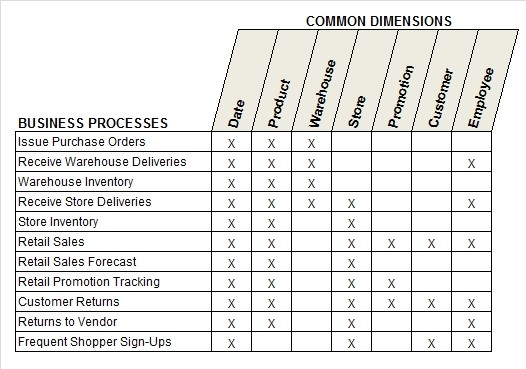 COMMON DIMENSIONS
BUSINESS PROCESSES Date Product Warehouse Store Promotion Customer Employee
Issue Purchase Orders X X X
Receive Warehouse Deliveries X X X X
Warehouse Inventory X X X
Receive Store Deliveries X X X X X
Store Inventory X X X
Retail Sales X X X X X X
Retail Sales Forecast X X X
Retail Promotion Tracking X X X X
Customer Returns X X X X X X
Returns to Vendor X X X X
Frequent Shopper Sign-Ups X X X X